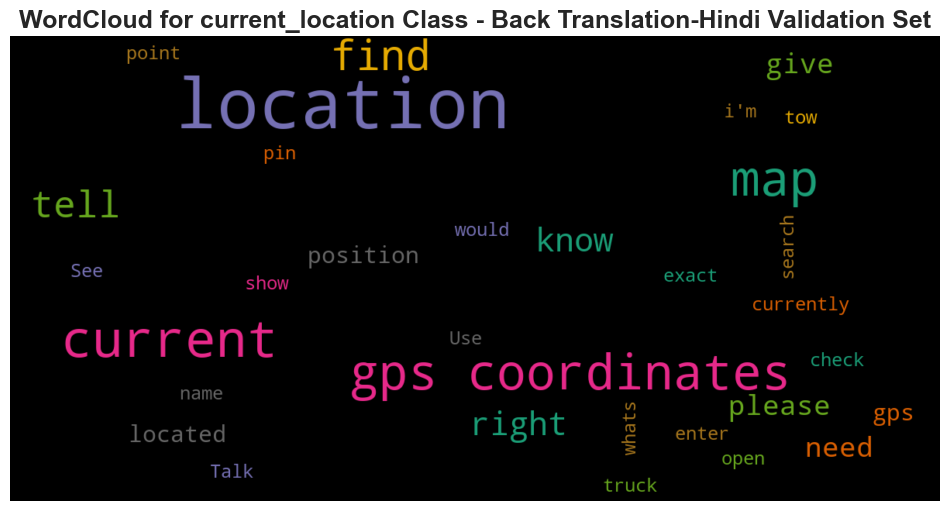 WordCloud for current_location Class - Back Translation-Hindi Validation Set
point
find
give
location
i'm
tow
pin
map
tell
would
know
search
position
See
show
exact
currently
current
Use
gps coordinates
check
name
please
gps
located
right
whats
enter
need
Talk
open
truck